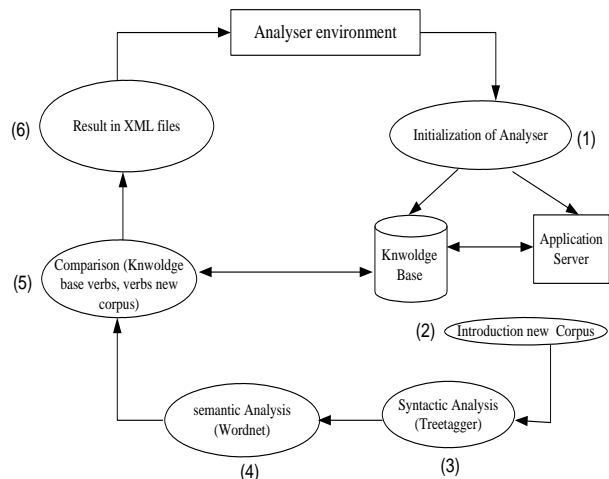 Analyser environment
(6)
Result in XML files
Initialization of Analyser
(1)
Knwoldge
Base
Application
Server
(5)
Comparison (Knwoldge
base verbs, verbs new
corpus)
(2)
Introduction new Corpus
Syntactic Analysis
(Treetagger)
(3)
semantic Analysis
(Wordnet)
(4)